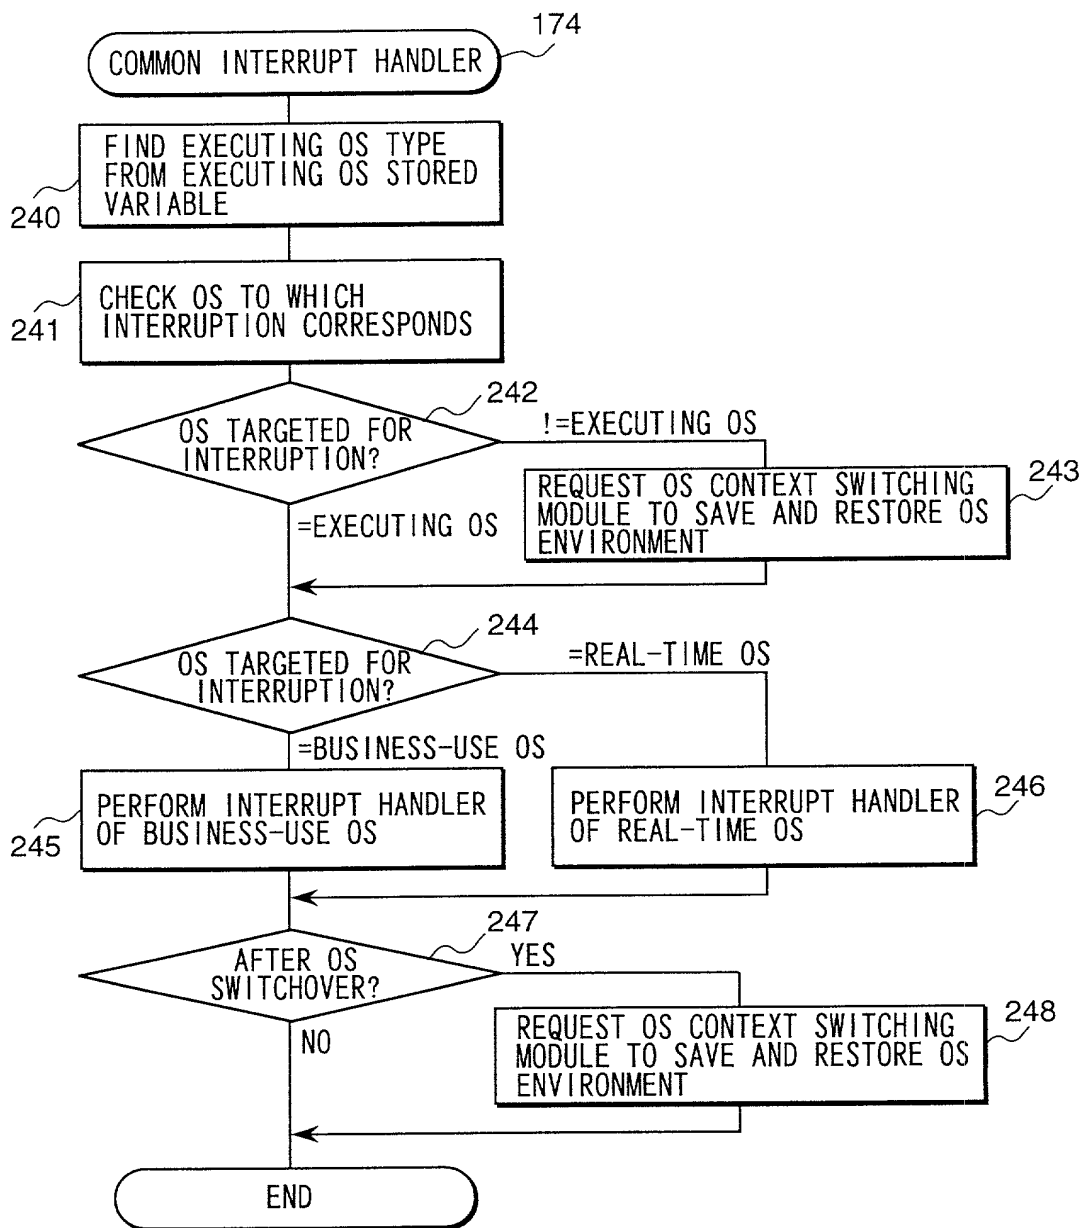 174
COMMON INTERRUPT HANDLER
FIND EXECUTING OS TYPE
FROM EXECUTING OS STORED
VARIABLE
240
CHECK OS TO WHICH
INTERRUPTION CORRESPONDS
241
242
OS TARGETED FOR
INTERRUPTION?
!=EXECUTING OS
243
REQUEST OS CONTEXT SWITCHING
MODULE TO SAVE AND RESTORE OS
ENVIRONMENT
=EXECUTING OS
244
OS TARGETED FOR
INTERRUPTION?
=REAL-TIME OS
=BUSINESS-USE OS
PERFORM INTERRUPT HANDLER
OF BUSINESS-USE OS
245
246
PERFORM INTERRUPT HANDLER
OF REAL-TIME OS
247
AFTER OS
SWITCHOVER?
YES
NO
248
REQUEST OS CONTEXT SWITCHING
MODULE TO SAVE AND RESTORE OS
ENVIRONMENT
END